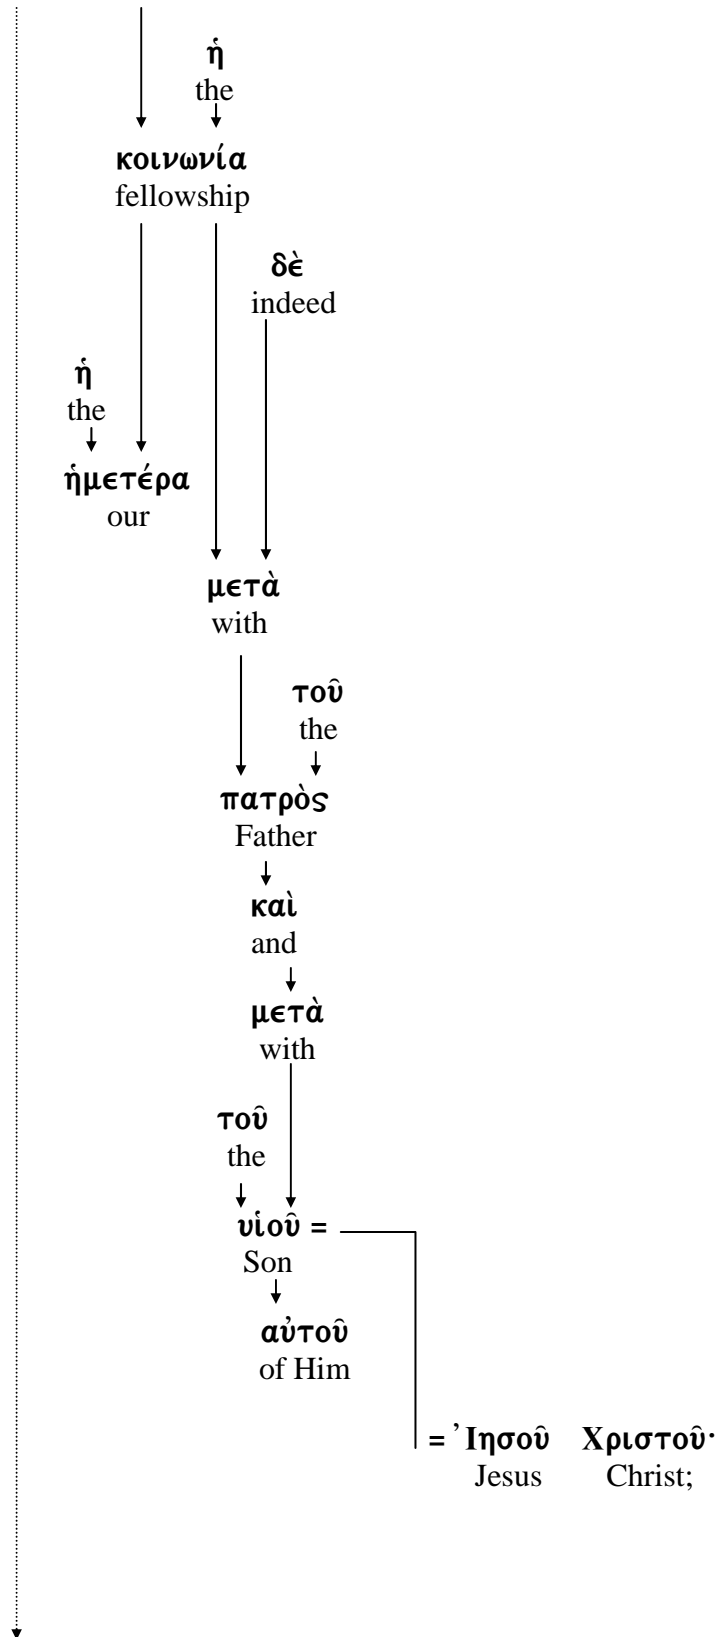 ἡ
the
κοινωνία
fellowship
δὲ
indeed
ἡ
the
ἡμετέρα
our
μετὰ
with
τοῦ
the
πατρὸς
Father
καὶ
and
μετὰ
with
τοῦ
the
υἱοῦ =
Son
αὐτοῦ
of Him
= Ἰησοῦ Χριστοῦ·
Jesus Christ;